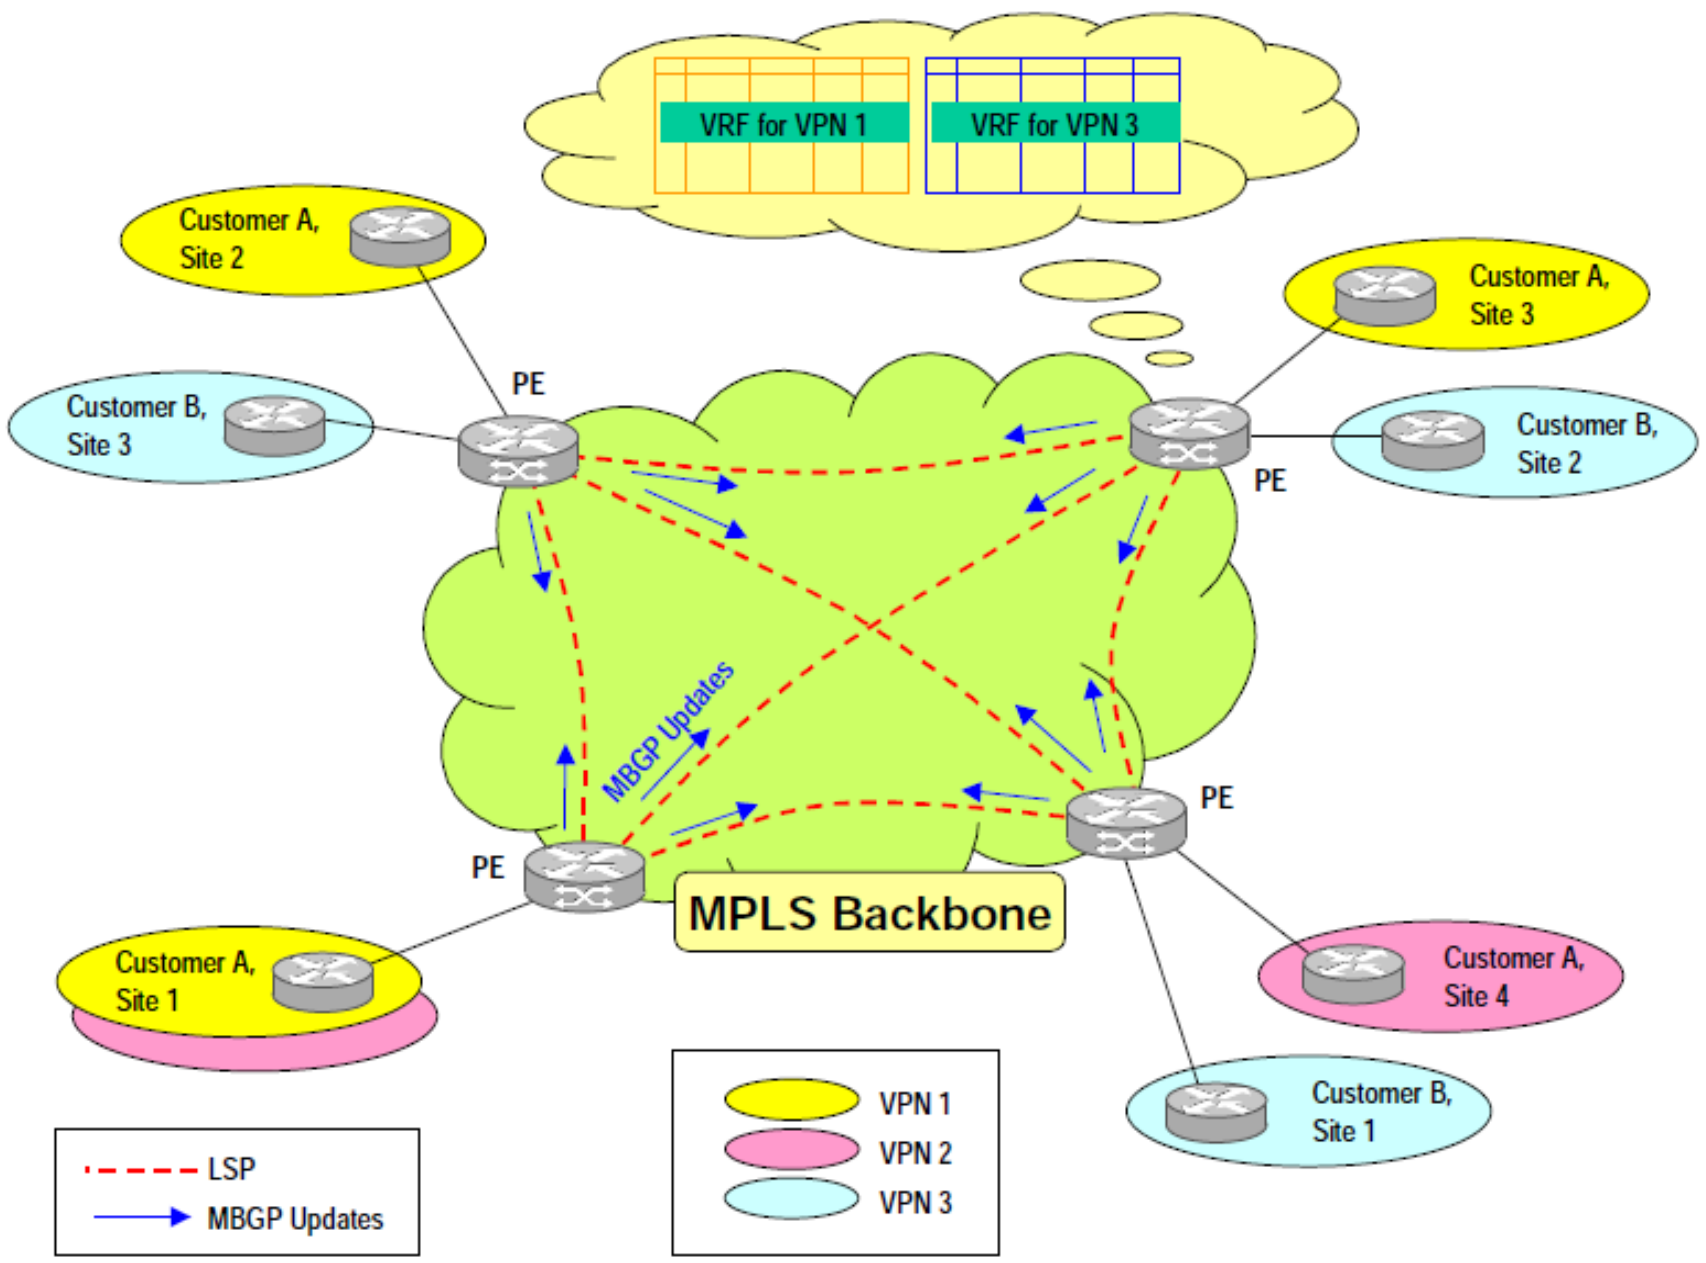 VRF for VPN 1
VRF for VPN 3
Customer A,
Site 2
Customer A,
Site 3
Customer B,
Site 3
PE
Customer B,
Site 2
PE
MBGP Updates
PE
PE
MPLS Backbone
Customer A,
Site 1
Customer A,
Site 4
Customer B,
Site 1
VPN 1
VPN 2
VPN 3
LSP
MBGP Updates